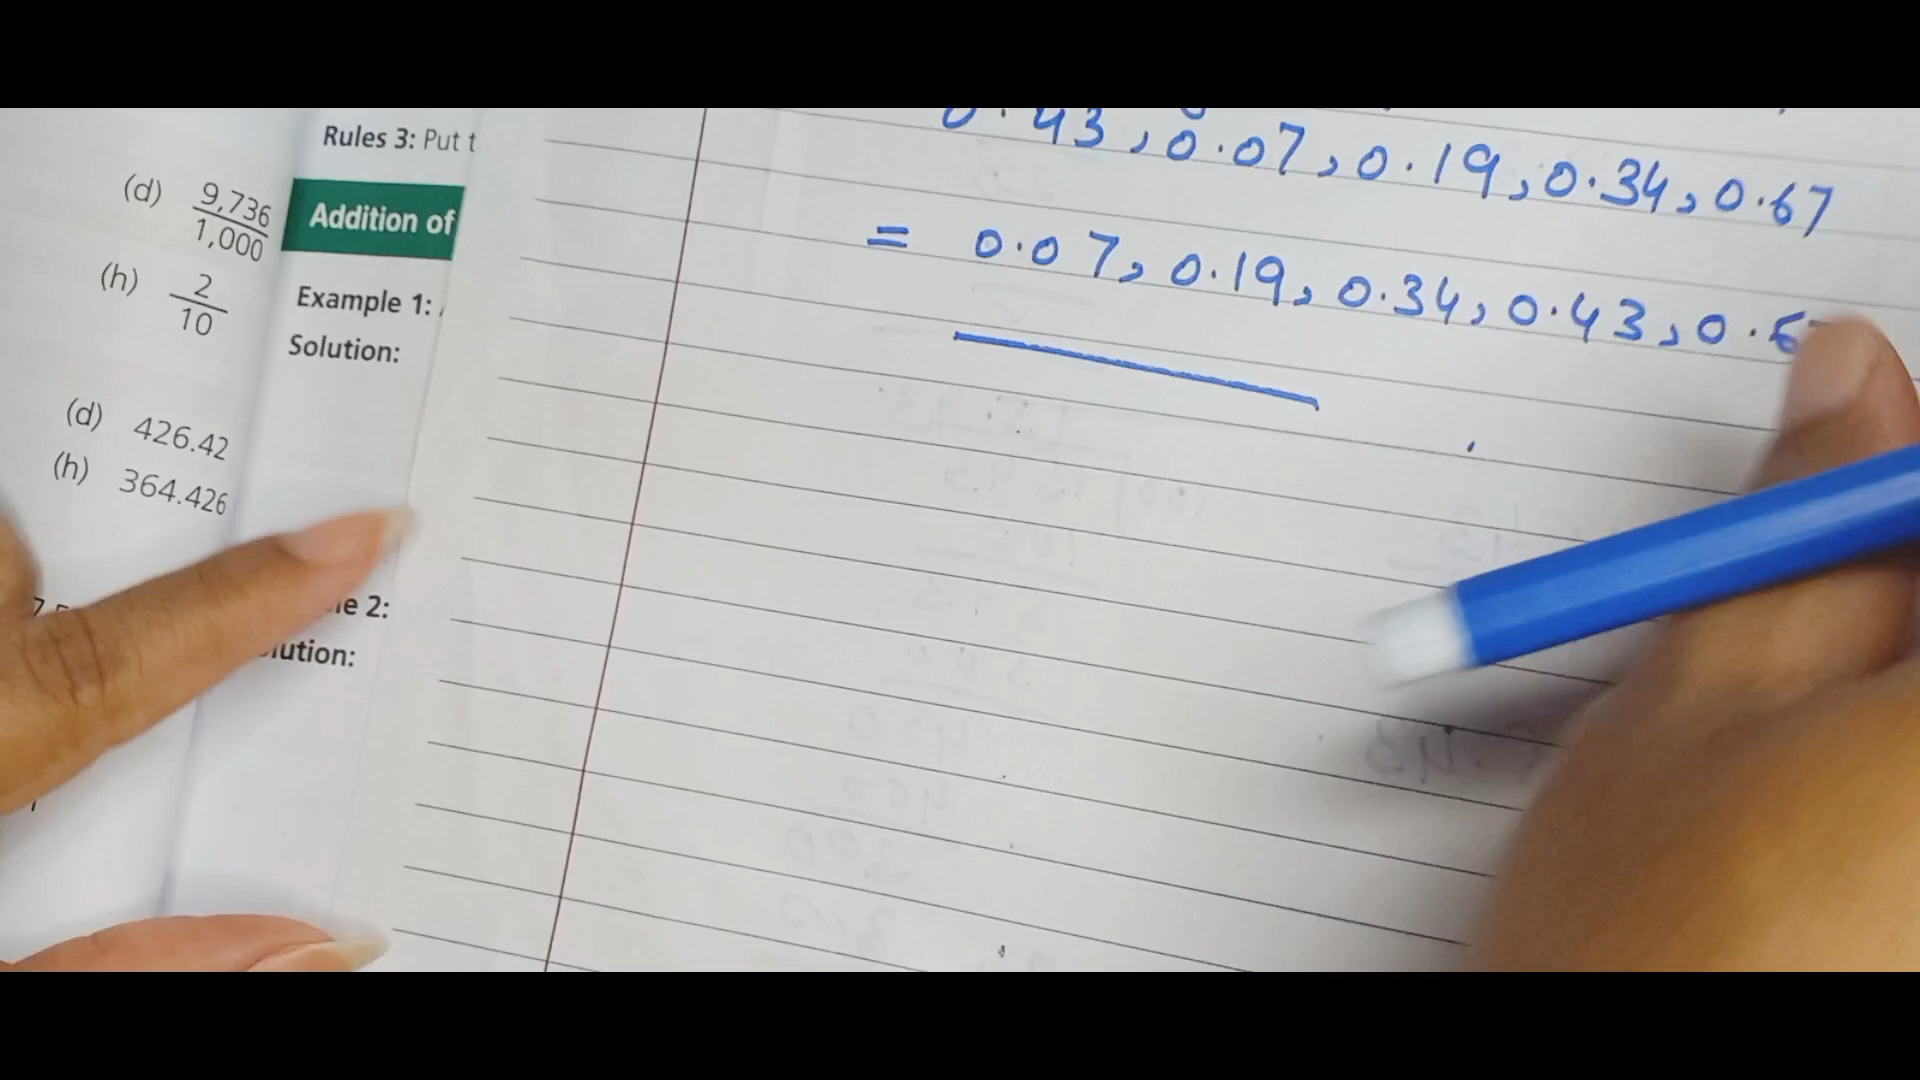 Rules 3: Put t
(d) 9,736
1,000
Addition of
(h) 2
10
Example 1:
Solution:
(d) 426.42
(h) 364.426
e 2:
lution:
0.43, 0.07, 0.19, 0.34, 0.67
= 0.07, 0.19, 0.34, 0.43, 0.6